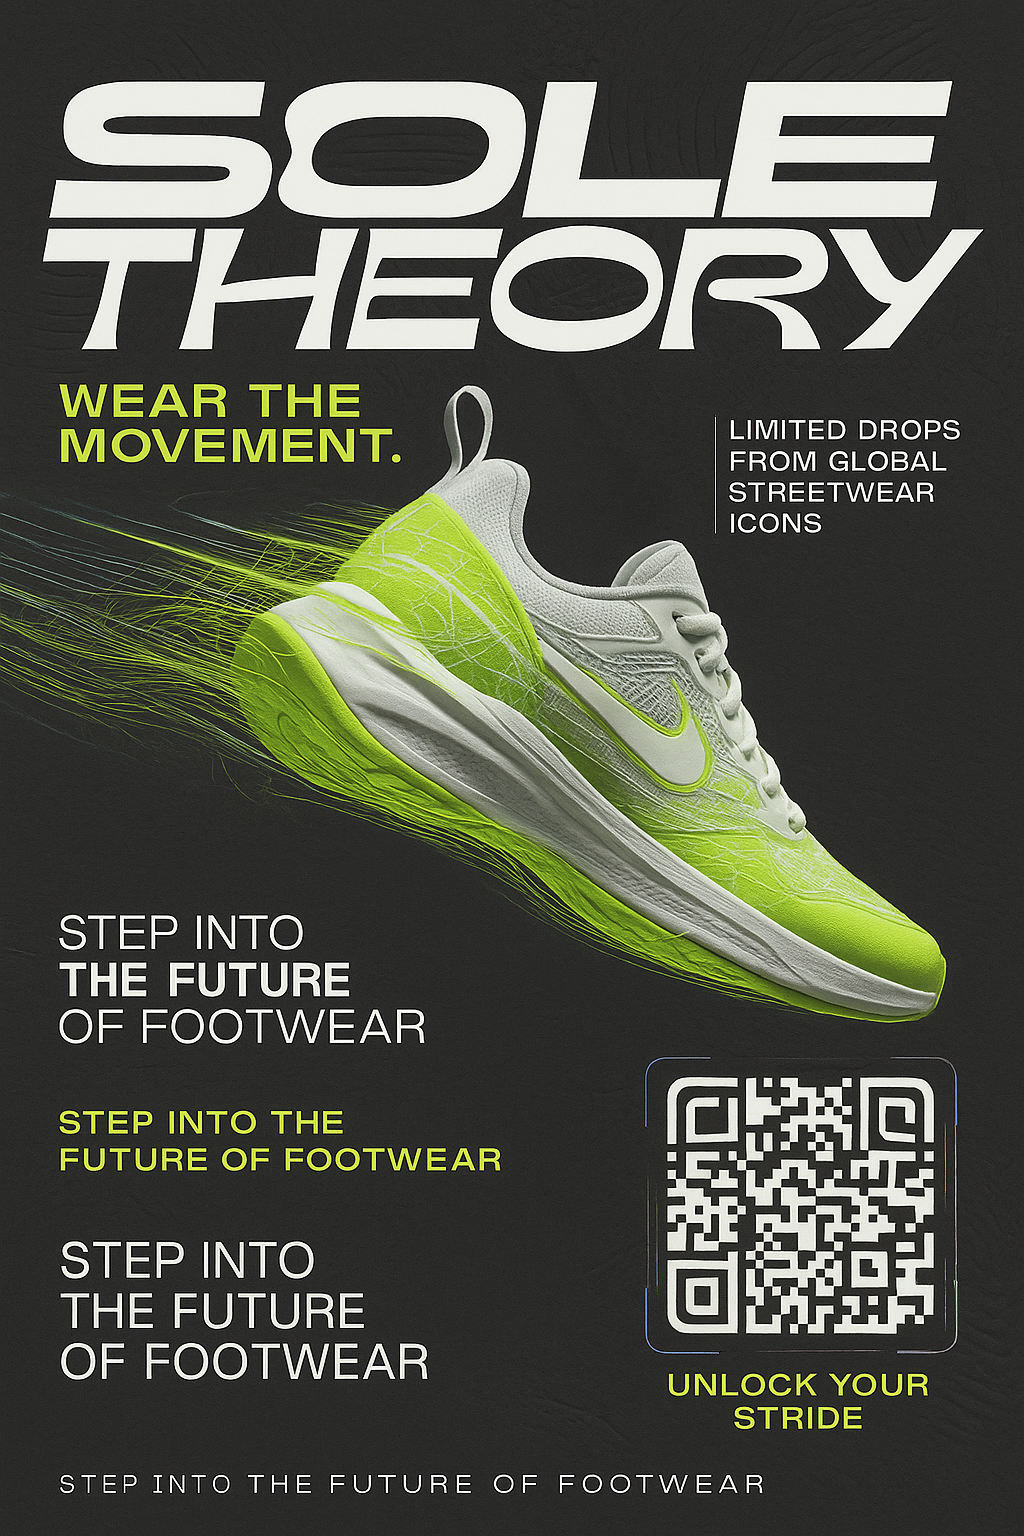 SOLE
THEORY
WEAR THE
MOVEMENT.
LIMITED DROPS
FROM GLOBAL
STREETWEAR
ICONS
STEP INTO
THE FUTURE
OF FOOTWEAR
STEP INTO THE
FUTURE OF FOOTWEAR
STEP INTO
THE FUTURE
OF FOOTWEAR
UNLOCK YOUR
STRIDE
STEP INTO THE FUTURE OF FOOTWEAR